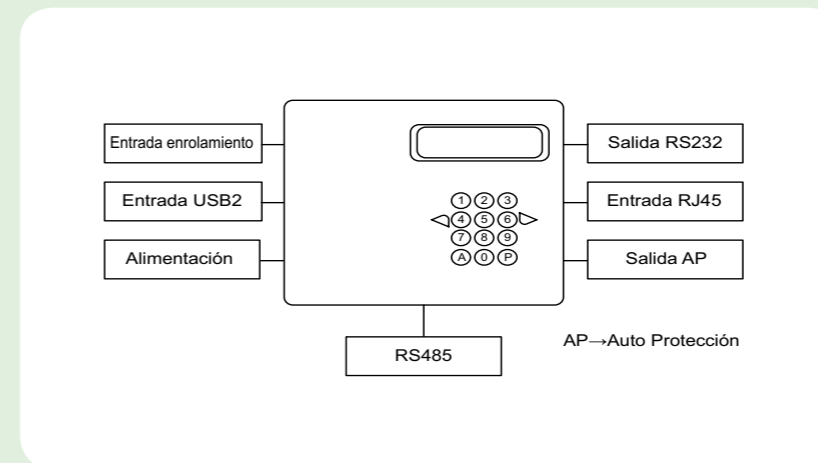 Entrada enrolamiento
Entrada USB2
Alimentación
1 2 3
4 5 6
7 8 9
A 0 P
Salida RS232
Entrada RJ45
Salida AP
RS485
AP→Auto Protección